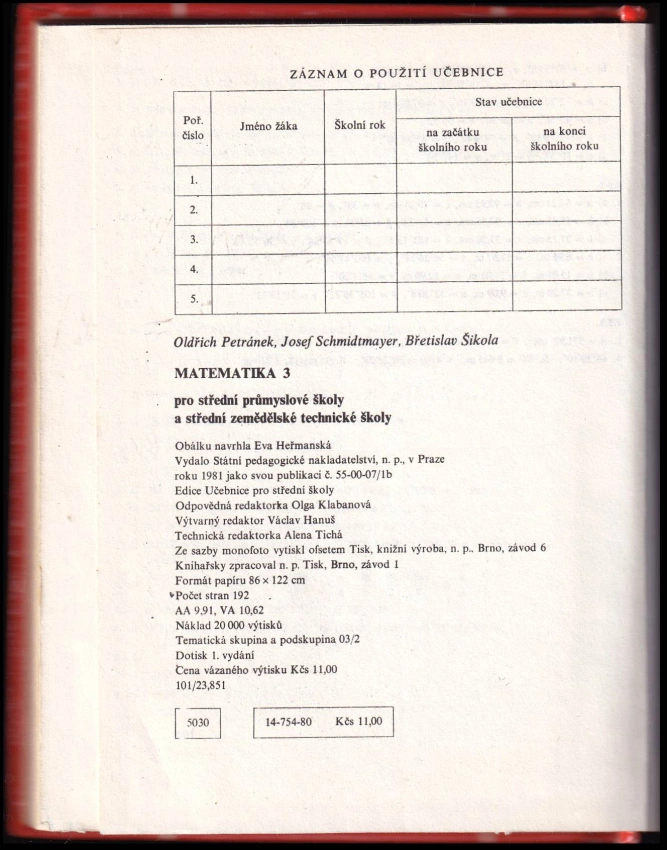 ZÁZNAM O POUŽITÍ UČEBNICE
Poř. číslo
Jméno žáka
Školní rok
Stav učebnice
na začátku školního roku
na konci školního roku
1.
2.
3.
4.
5.
Oldřich Petránek, Josef Schmidtmayer, Břetislav Šikola
MATEMATIKA 3
pro střední průmyslové školy
a střední zemědělské technické školy
Obálku navrhla Eva Heřmanská
Vydalo Státní pedagogické nakladatelství, n. p., v Praze
roku 1981 jako svou publikaci č. 55-00-07/1b
Edice Učebnice pro střední školy
Odpovědná redaktorka Olga Klabanová
Výtvarný redaktor Václav Hanuš
Technická redaktorka Alena Tichá
Ze sazby monofoto vytiskl ofsetem Tisk, knižní výroba, n. p.. Brno, závod 6
Knihařsky zpracoval n. p. Tisk, Brno, závod 1
Formát papíru 86 × 122 cm
Počet stran 192
AA 9,91, VA 10,62
Náklad 20 000 výtisků
Tematická skupina a podskupina 03/2
Dotisk 1. vydání
Cena vázaného výtisku Kčs 11,00
101/23,851
5030
14-754-80 Kčs 11,00